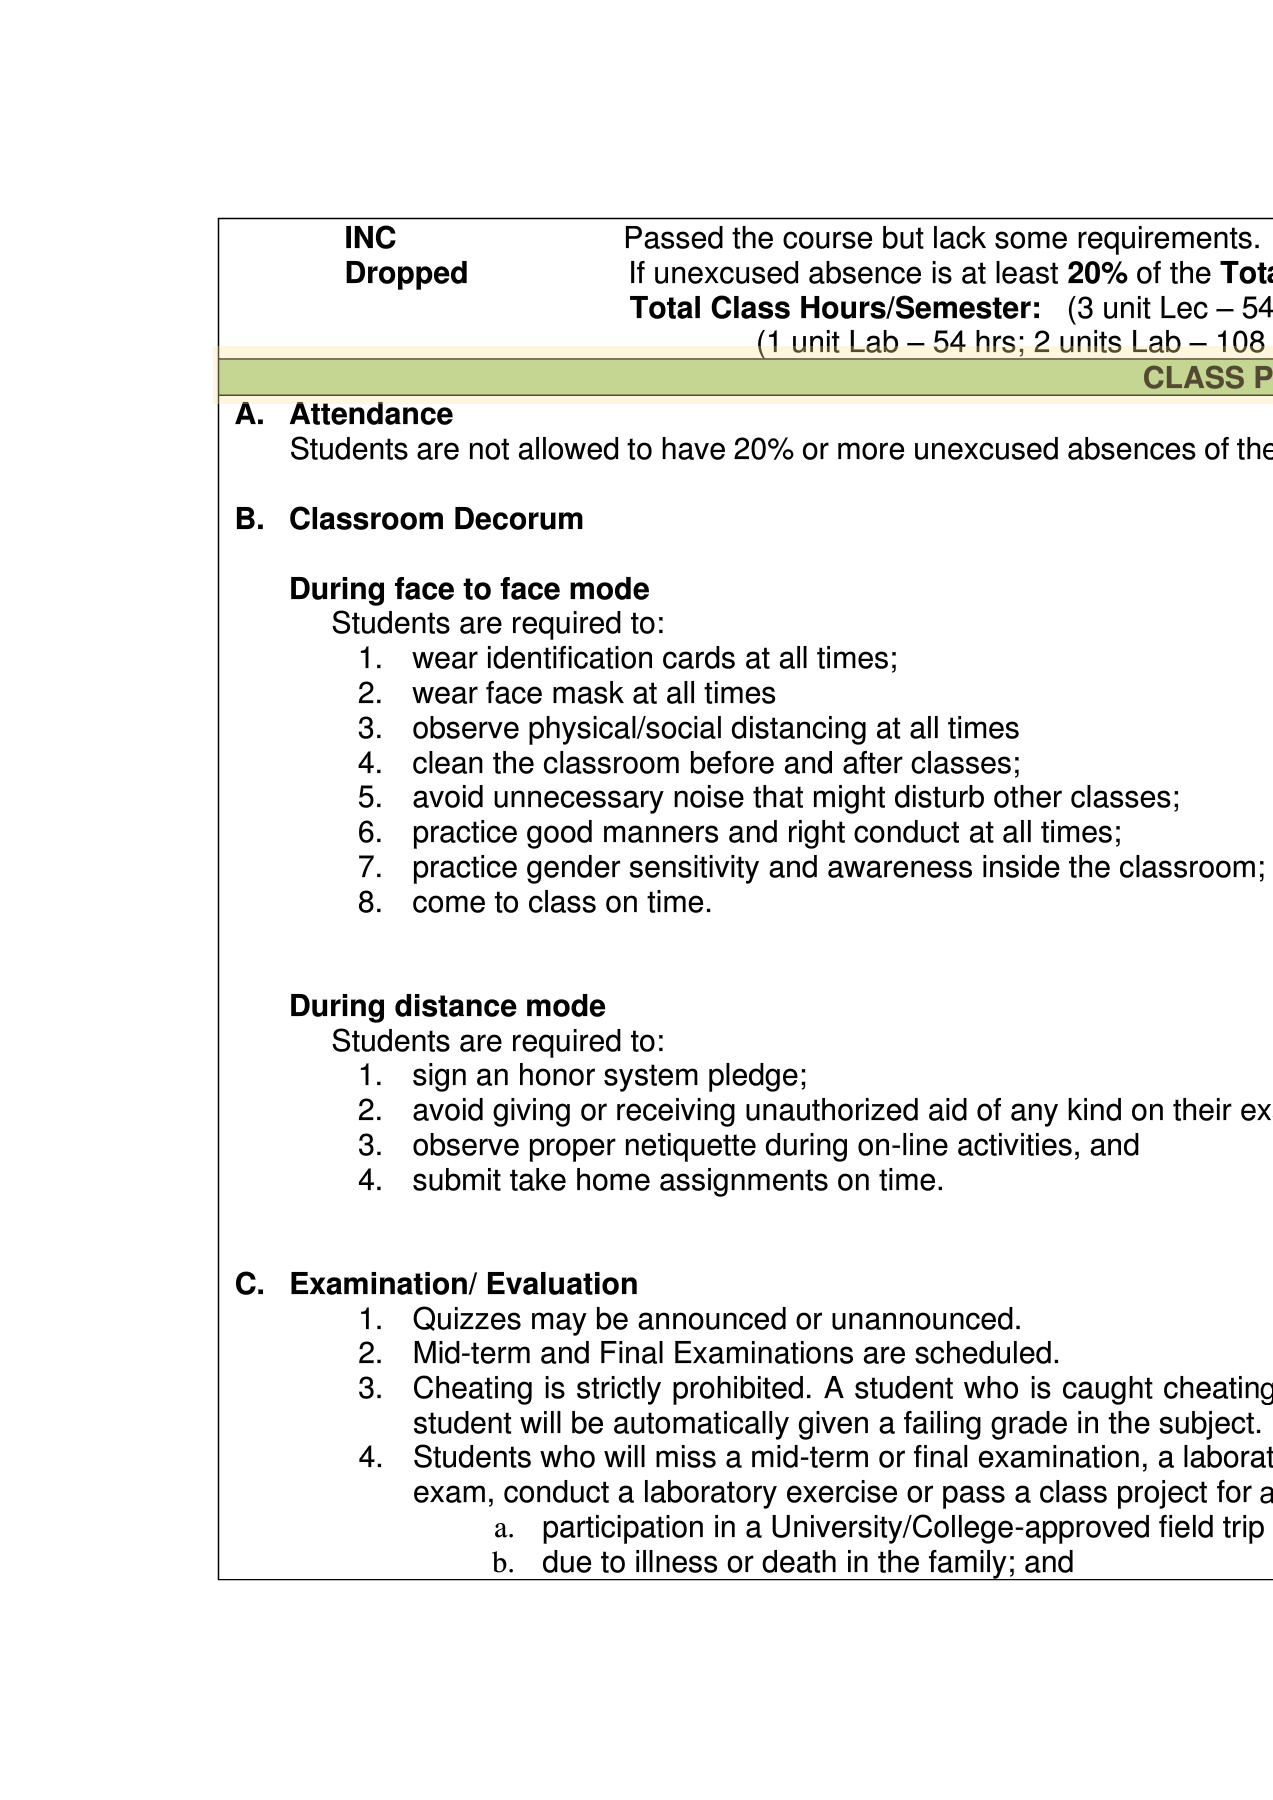 INC Passed the course but lack some requirements.
Dropped If unexcused absence is at least 20% of the
Total Class Hours/Semester: (3 unit Lec – 54
(1 unit Lab – 54 hrs; 2 units Lab – 108
CLASS
A. Attendance
Students are not allowed to have 20% or more unexcused absences of the
B. Classroom Decorum
During face to face mode
Students are required to:
1. wear identification cards at all times;
2. wear face mask at all times
3. observe physical/social distancing at all times
4. clean the classroom before and after classes;
5. avoid unnecessary noise that might disturb other classes;
6. practice good manners and right conduct at all times;
7. practice gender sensitivity and awareness inside the classroom;
8. come to class on time.
During distance mode
Students are required to:
1. sign an honor system pledge;
2. avoid giving or receiving unauthorized aid of any kind on their
3. observe proper netiquette during on-line activities, and
4. submit take home assignments on time.
C. Examination/ Evaluation
1. Quizzes may be announced or unannounced.
2. Mid-term and Final Examinations are scheduled.
3. Cheating is strictly prohibited. A student who is caught cheating
student will be automatically given a failing grade in the subject.
4. Students who will miss a mid-term or final examination, a
exam, conduct a laboratory exercise or pass a class project for
a. participation in a University/College-approved field trip
b. due to illness or death in the family; and